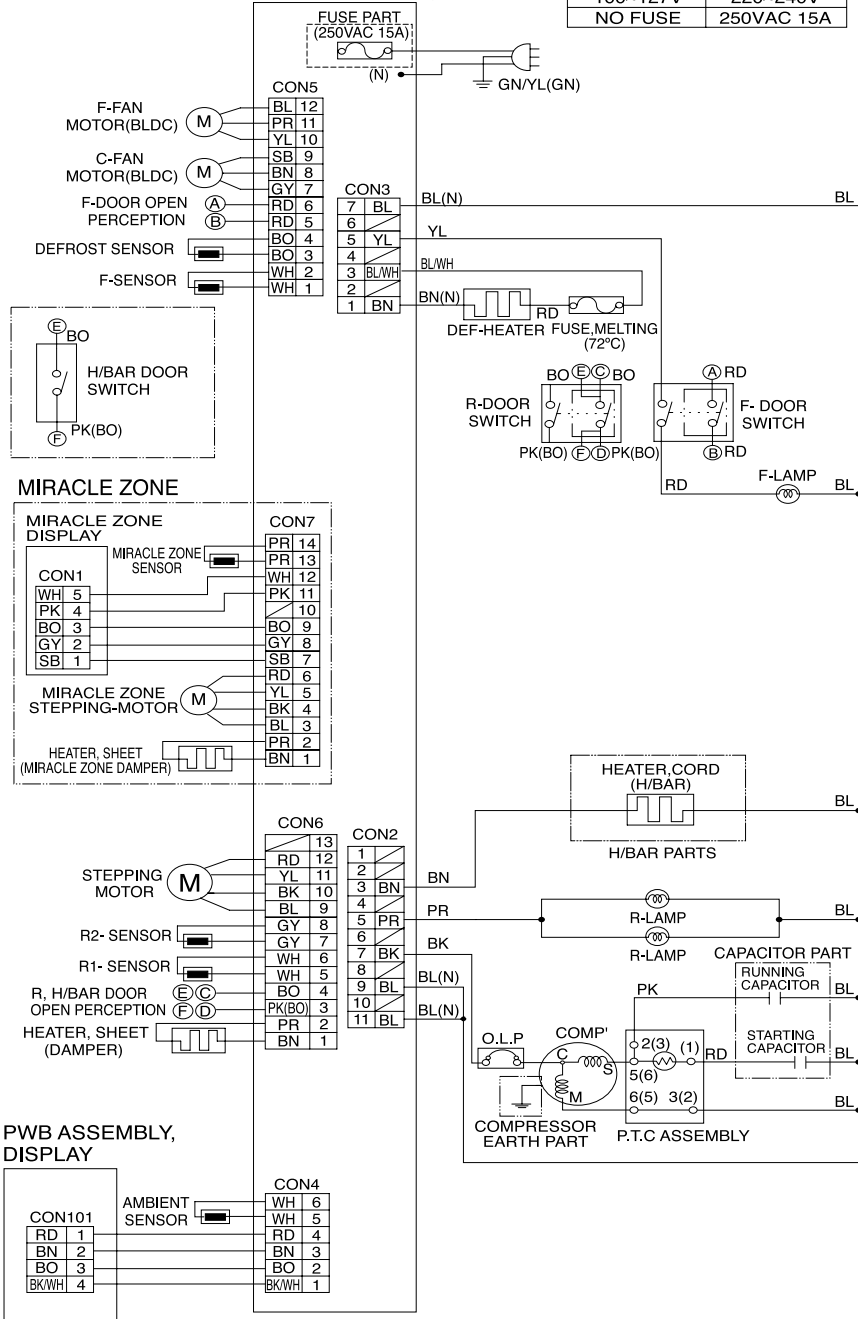 FUSE PART
(250VAC 15A)
(N)
GN/YL(GN)
NO FUSE 250VAC 15A
CON5
BL 12
PR 11
YL 10
SB 9
BN 8
GY 7
RD 6
RD 5
BO 4
BO 3
WH 2
WH 1
F-FAN
MOTOR(BLDC)
M
C-FAN
MOTOR(BLDC)
M
F-DOOR OPEN
PERCEPTION
A
B
DEFROST SENSOR
F-SENSOR
CON3
7 BL
6
5 YL
4
3 BL/WH
2
1 BN
BL(N)
BL
YL
BL/WH
BN(N)
RD
DEF-HEATER
FUSE,MELTING
(72°C)
E
BO
H/BAR DOOR
SWITCH
F
PK(BO)
R-DOOR
SWITCH
BO E C BO
PK(BO) F D PK(BO)
A RD
F- DOOR
SWITCH
B RD
RD
F-LAMP
BL
MIRACLE ZONE
MIRACLE ZONE
DISPLAY
CON1
WH 5
PK 4
BO 3
GY 2
SB 1
MIRACLE ZONE
SENSOR
CON7
PR 14
PR 13
WH 12
PK 11
10
BO 9
GY 8
SB 7
RD 6
YL 5
BK 4
BL 3
PR 2
BN 1
MIRACLE ZONE
STEPPING-MOTOR
M
HEATER, SHEET
(MIRACLE ZONE DAMPER)
HEATER,CORD
(H/BAR)
H/BAR PARTS
BL
CON6
13
RD 12
YL 11
BK 10
BL 9
GY 8
GY 7
WH 6
WH 5
BO 4
PK(BO) 3
PR 2
BN 1
STEPPING
MOTOR
M
R2- SENSOR
R1- SENSOR
R, H/BAR DOOR
OPEN PERCEPTION
E C
F D
HEATER, SHEET
(DAMPER)
CON2
1
2
3 BN
4
5 PR
6
7 BK
8
9 BL
10
11 BL
BN
PR
BK
BL(N)
BL(N)
R-LAMP
R-LAMP
BL
CAPACITOR PART
RUNNING
CAPACITOR
BL
STARTING
CAPACITOR
BL
PK
RD
O.L.P
COMP'
C
S
M
2(3)
(1)
5(6)
6(5)
3(2)
BL
COMPRESSOR
EARTH PART
P.T.C ASSEMBLY
PWB ASSEMBLY,
DISPLAY
CON101
RD 1
BN 2
BO 3
BK/WH 4
AMBIENT
SENSOR
CON4
WH 6
WH 5
RD 4
BN 3
BO 2
BK/WH 1